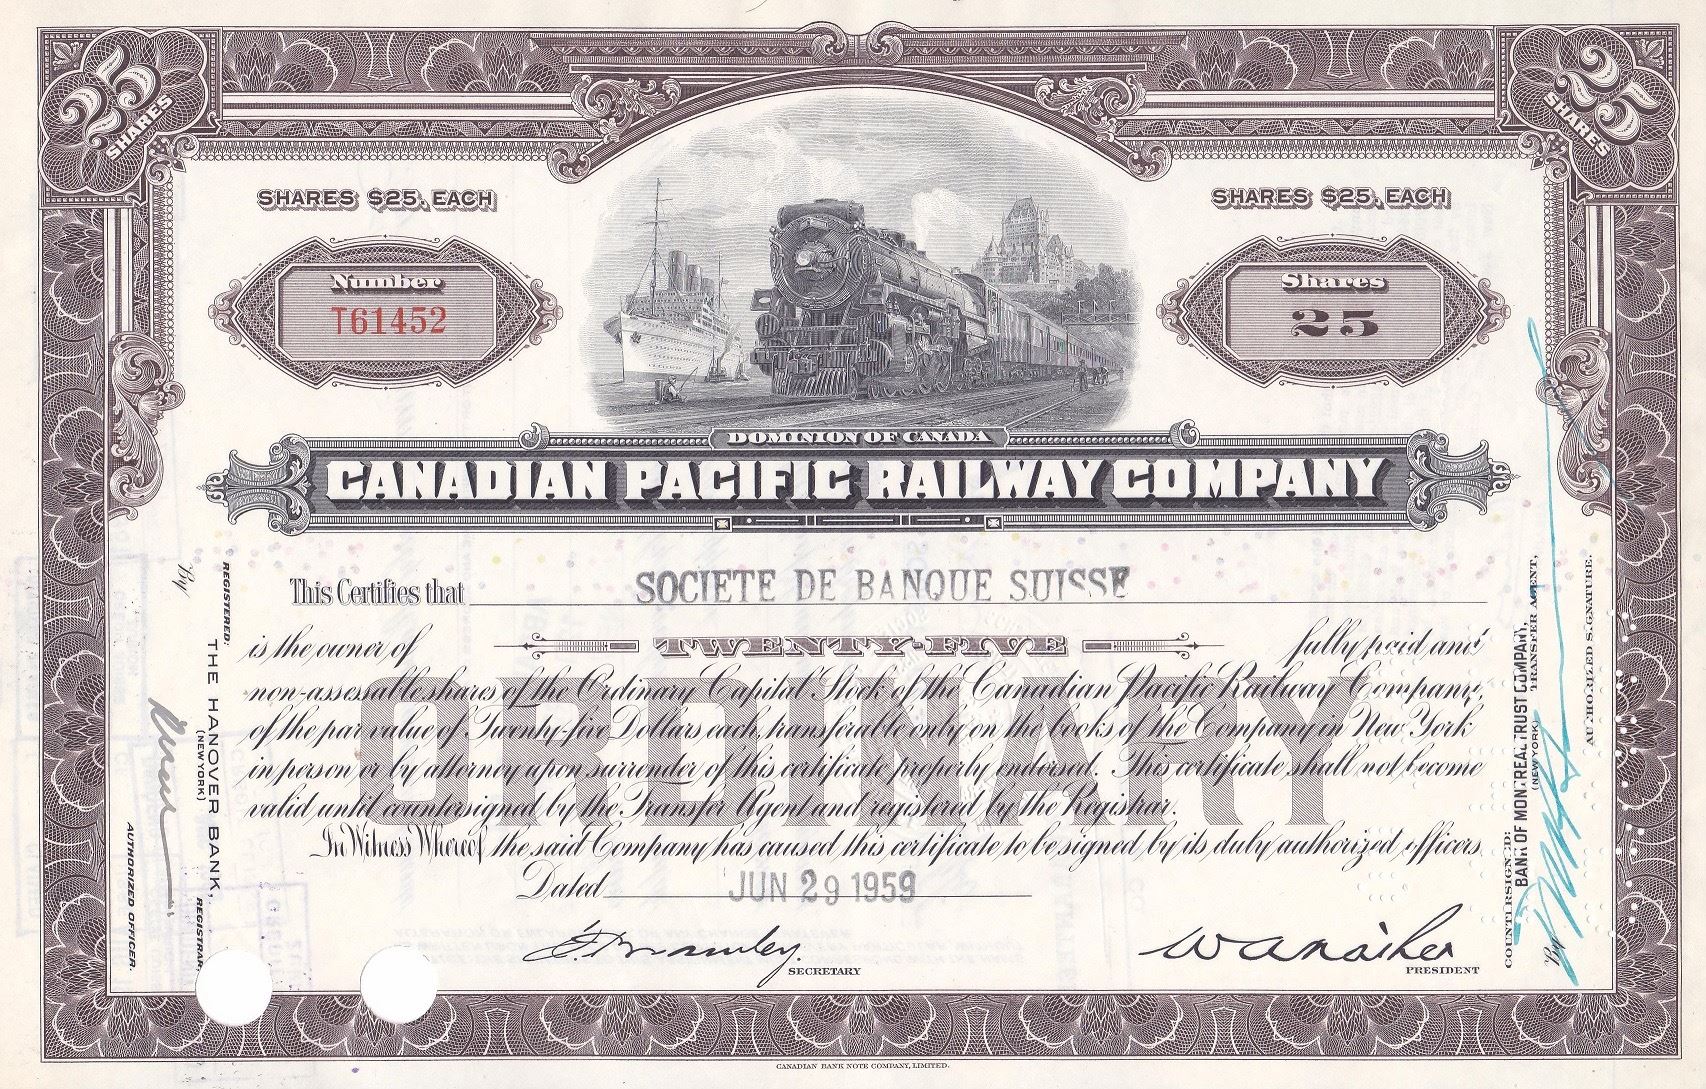 25 SHARES
25 SHARES
SHARES $25. EACH
SHARES $25. EACH
Number
T61452
Shares
25
DOMINION OF CANADA
CANADIAN PACIFIC RAILWAY COMPANY
This Certifies that SOCIETE DE BANQUE SUISSE
is the owner of TWENTY-FIVE fully paid and
non-assessable shares of the Ordinary Capital Stock of the Canadian Pacific Railway Company,
of the par value of Twenty-five Dollars each, transferable only on the books of the Company in New York
in person or by attorney upon surrender of this certificate properly endorsed. This certificate shall not become
valid until countersigned by the Transfer Agent and registered by the Registrar.
ORDINARY
In Witness Whereof the said Company has caused this certificate to be signed by its duly authorized officers
Dated JUN 29 1959
SECRETARY
PRESIDENT
REGISTERED:
THE HANOVER BANK,
(NEW YORK)
REGISTRAR
By
AUTHORIZED OFFICER.
COUNTERSIGNED:
BANK OF MONTREAL TRUST COMPANY,
(NEW YORK) TRANSFER AGENT,
By
AUTHORIZED SIGNATURE.
CANADIAN BANK NOTE COMPANY, LIMITED.